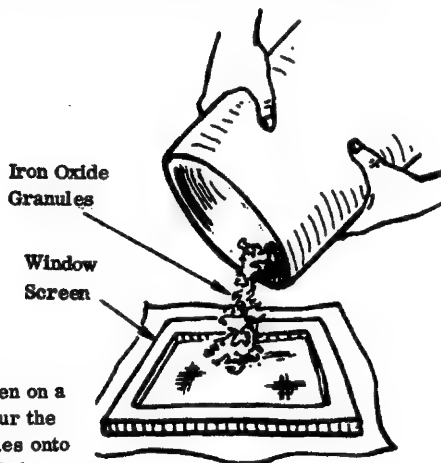 Iron Oxide
Granules
Window
Screen
en on a
ur the
es onto